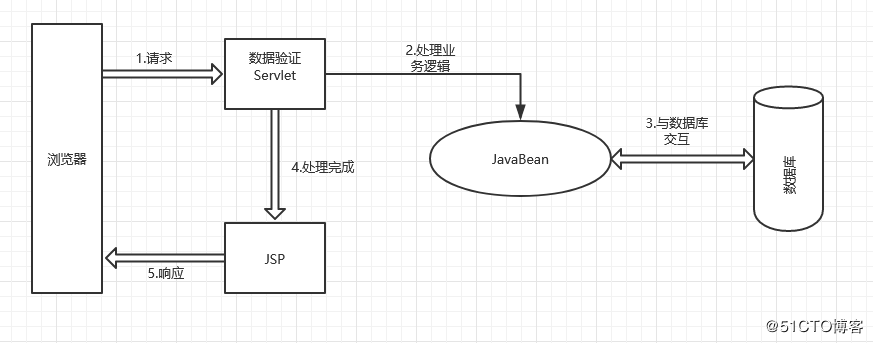 1.请求
数据验证
Servlet
2.处理业
务逻辑
浏览器
JavaBean
3.与数据库
交互
数据库
4.处理完成
JSP
5.响应
@51CTO博客